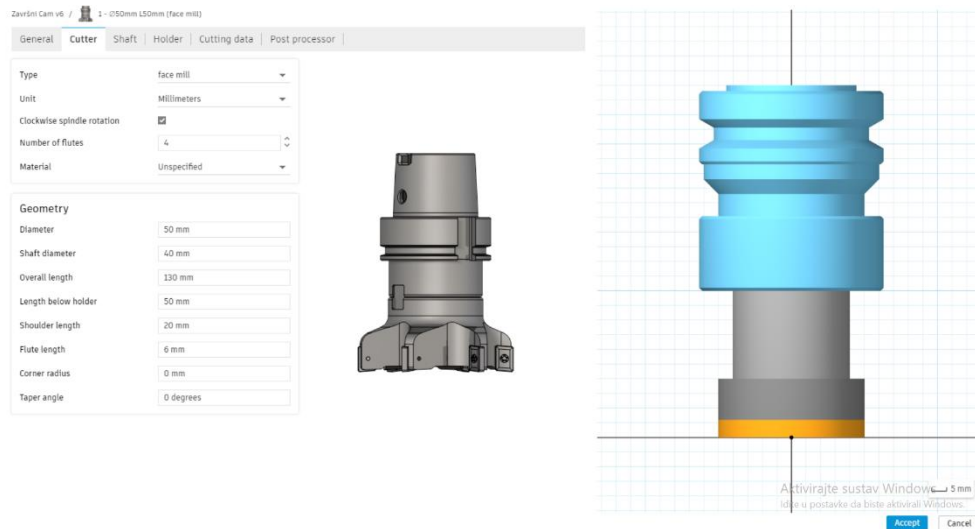 Završni Cam v6 / 1 - Ø50mm L50mm (face mill)
General Cutter Shaft Holder Cutting data Post processor
Type face mill
Unit Millimeters
Clockwise spindle rotation
Number of flutes 4
Material Unspecified
Geometry
Diameter 50 mm
Shaft diameter 40 mm
Overall length 130 mm
Length below holder 50 mm
Shoulder length 20 mm
Flute length 6 mm
Corner radius 0 mm
Taper angle 0 degrees
Aktivirajte sustav Windows
5 mm
Idite u postavke da biste aktivirali Windows.
Accept Cancel